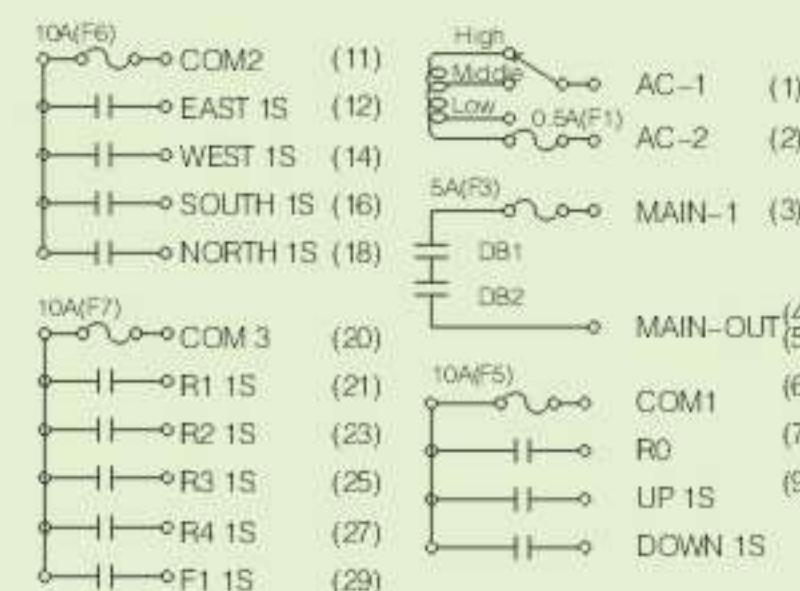 10A(F6)
COM2 (11)
EAST 1S (12)
WEST 1S (14)
SOUTH 1S (16)
NORTH 1S (18)
10A(F7)
COM 3 (20)
R1 1S (21)
R2 1S (23)
R3 1S (25)
R4 1S (27)
F1 1S (29)
High
Middle
Low
AC-1 (1)
0.5A(F1)
AC-2 (2)
5A(F3)
MAIN-1 (3)
DB1
DB2
MAIN-OUT
10A(F5)
COM1 (6
R0 (7
UP 1S (9
DOWN 1S